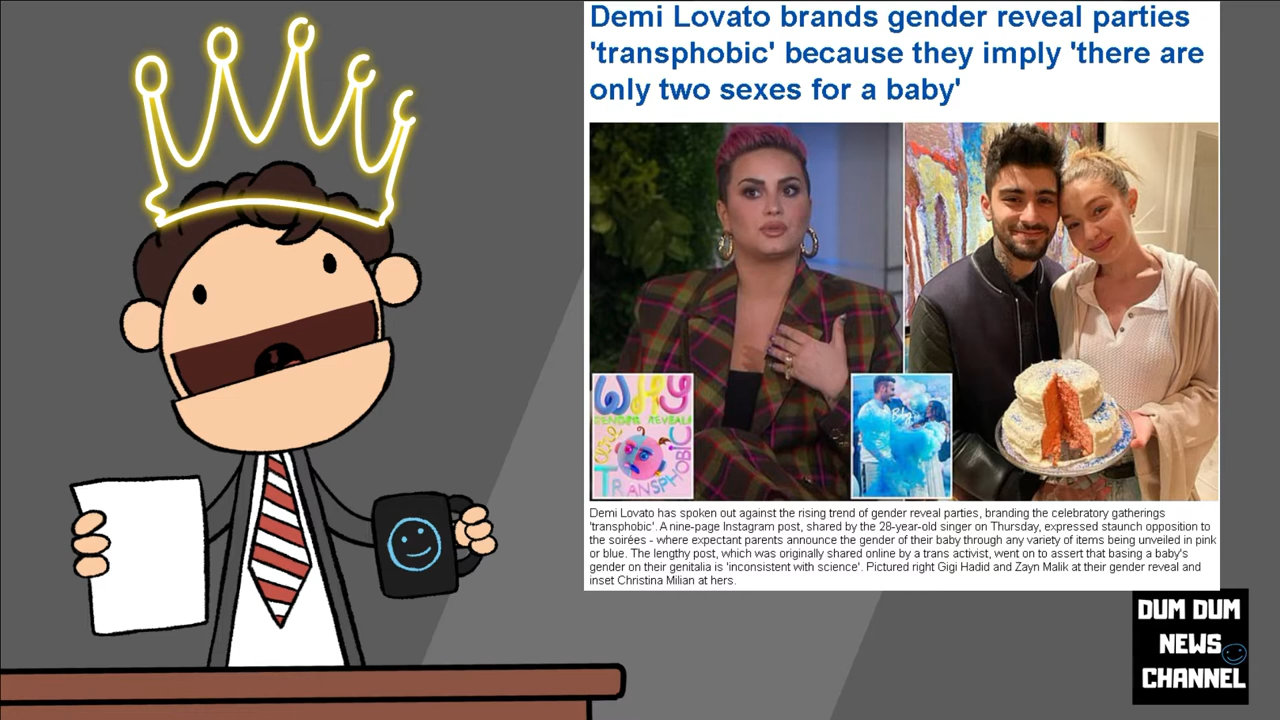 Demi Lovato brands gender reveal parties
'transphobic' because they imply 'there are
only two sexes for a baby'
WHY
GENDER REVEALS
are
TRANSPHOBIC
Baby
Demi Lovato has spoken out against the rising trend of gender reveal parties, branding the celebratory gatherings
'transphobic'. A nine-page Instagram post, shared by the 28-year-old singer on Thursday, expressed staunch opposition to
the soirées - where expectant parents announce the gender of their baby through any variety of items being unveiled in pink
or blue. The lengthy post, which was originally shared online by a trans activist, went on to assert that basing a baby's
gender on their genitalia is 'inconsistent with science'. Pictured right Gigi Hadid and Zayn Malik at their gender reveal and
inset Christina Milian at hers.
DUM DUM
NEWS
CHANNEL